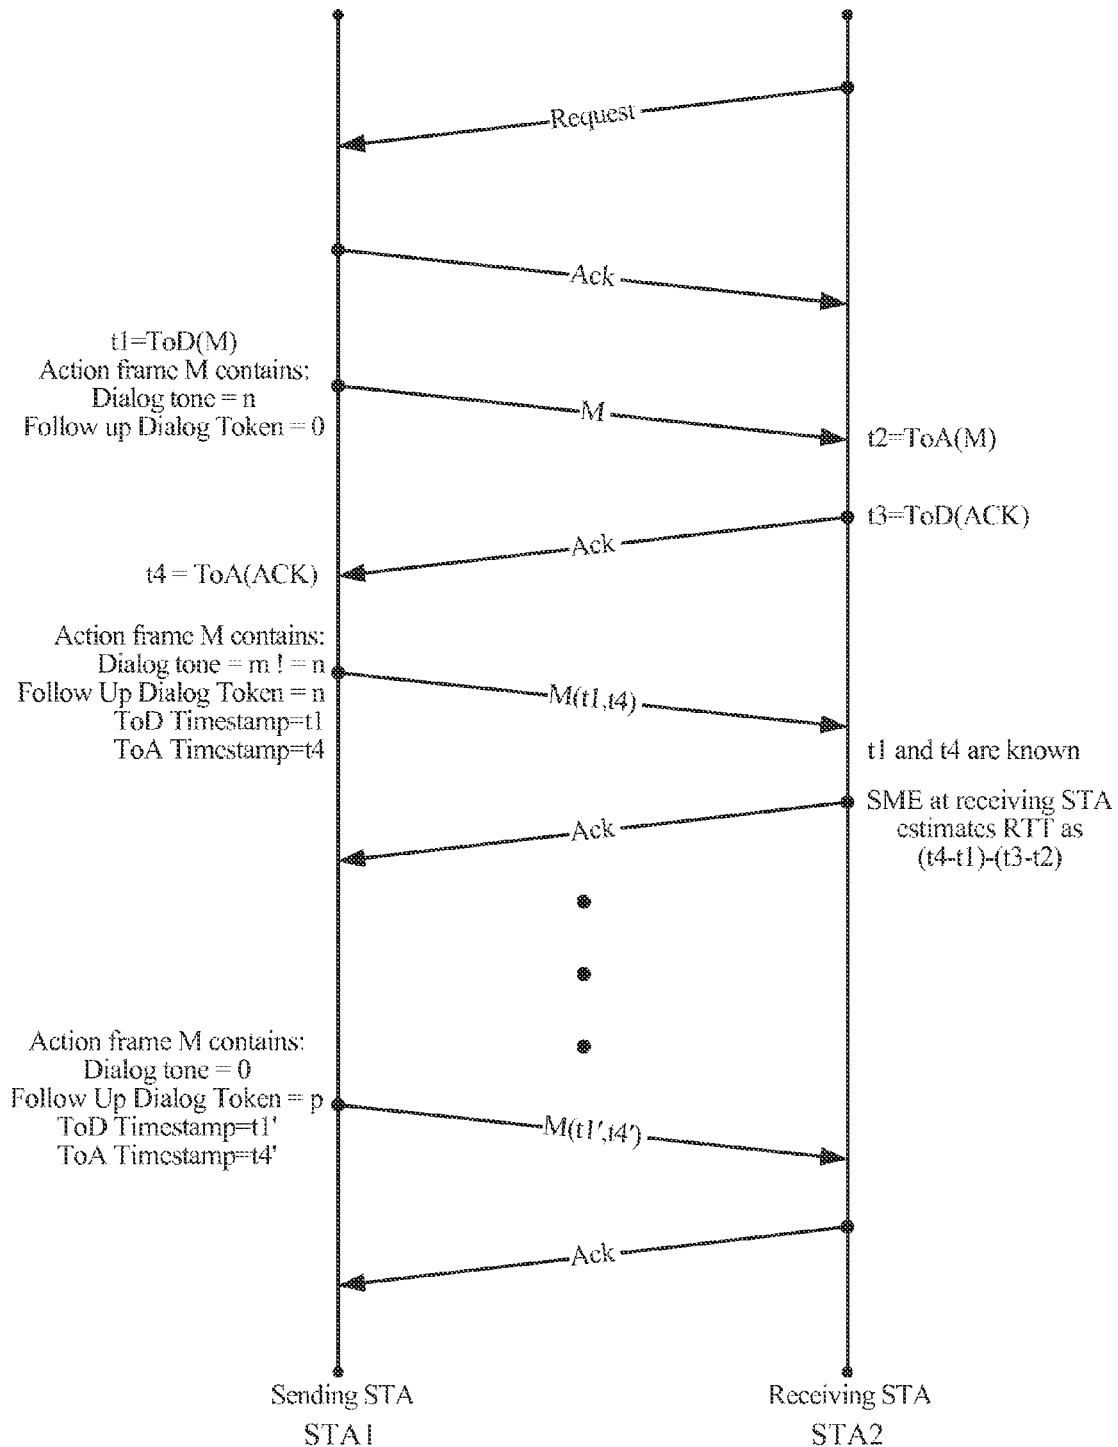 Request
Ack
t1=ToD(M)
Action frame M contains:
Dialog tone = n
Follow up Dialog Token = 0
M
t2=ToA(M)
t3=ToD(ACK)
Ack
t4 = ToA(ACK)
Action frame M contains:
Dialog tone = m ! = n
Follow Up Dialog Token = n
ToD Timestamp=t1
ToA Timestamp=t4
M(t1,t4)
t1 and t4 are known
SME at receiving STA
estimates RTT as
(t4-t1)-(t3-t2)
Ack
Action frame M contains:
Dialog tone = 0
Follow Up Dialog Token = p
ToD Timestamp=t1'
ToA Timestamp=t4'
M(t1',t4')
Ack
Sending STA
STA1
Receiving STA
STA2